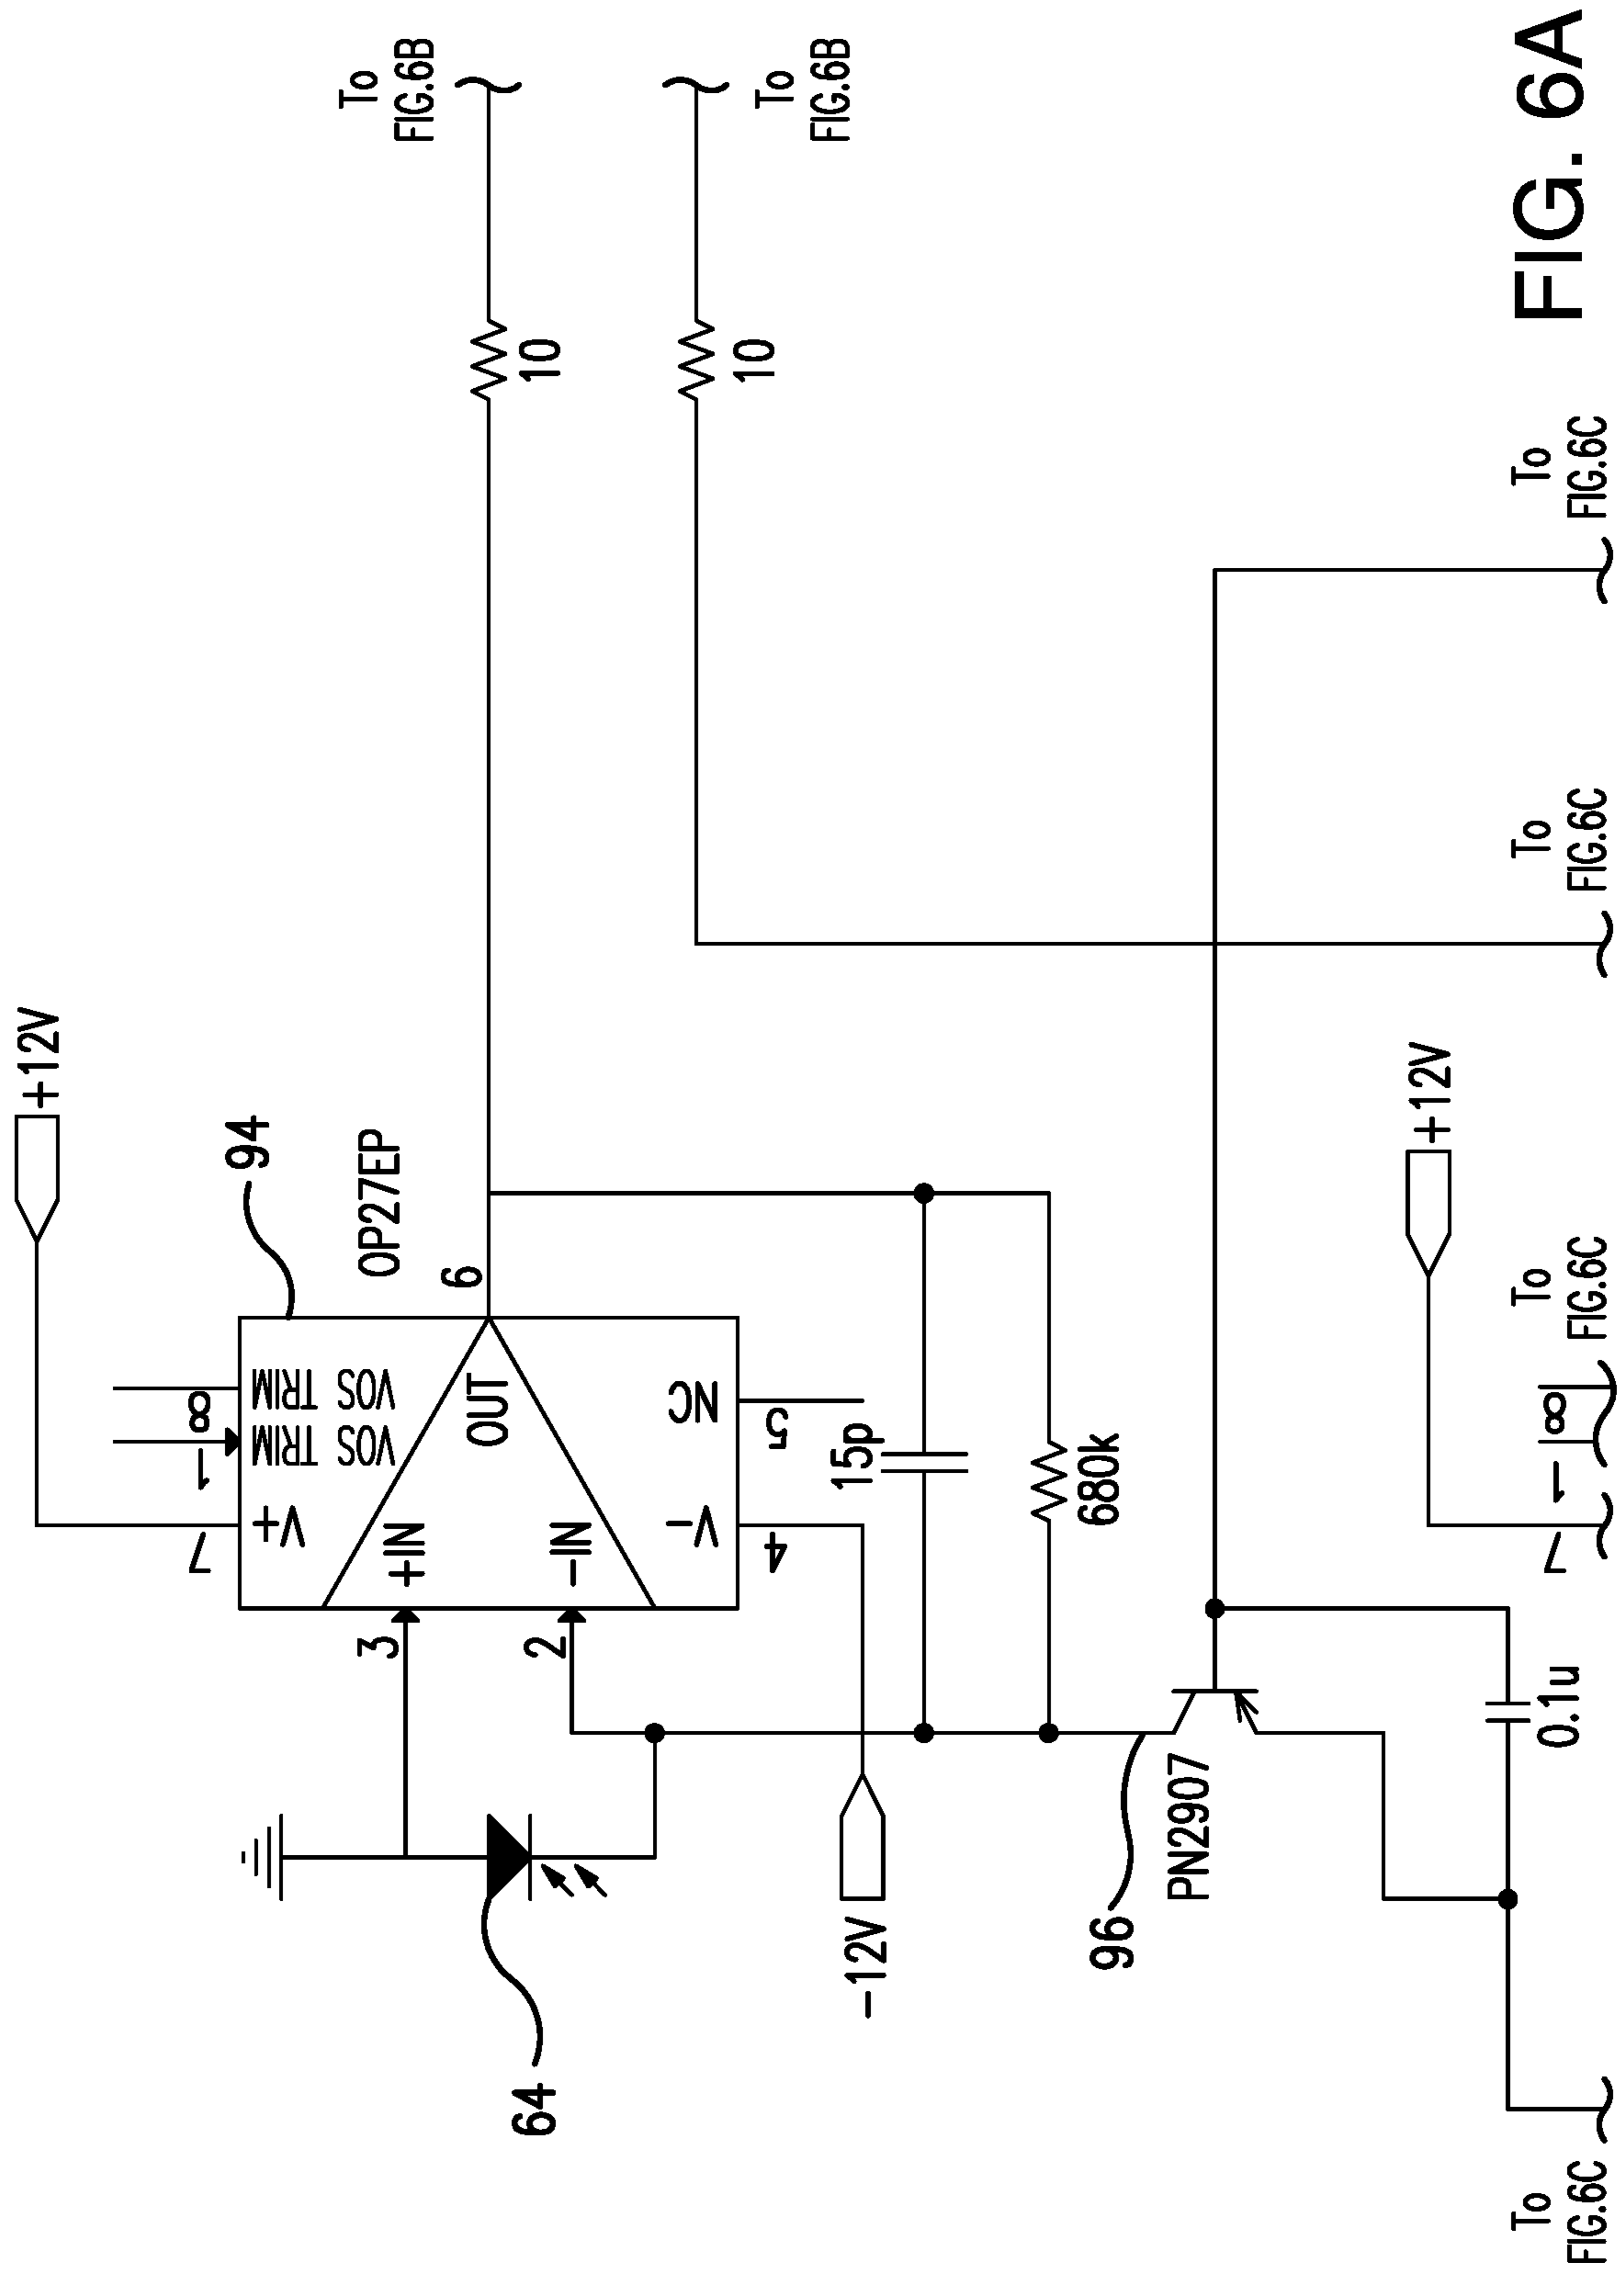 +12V
94
OP27EP
7
1
8
V+
VOS TRIM
VOS TRIM
3
+IN
OUT
6
2
-IN
V-
NC
4
5
64
-12V
15p
680k
96
PN2907
0.1u
10
To
FIG.6B
10
To
FIG.6B
+12V
7
1
8
To
FIG.6C
To
FIG.6C
To
FIG.6C
To
FIG.6C
FIG. 6A